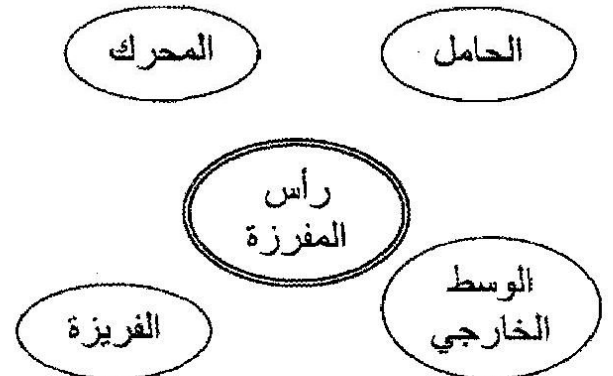 الحامل
المحرك
رأس
المفرزة
الوسط
الخارجي
الفريزة